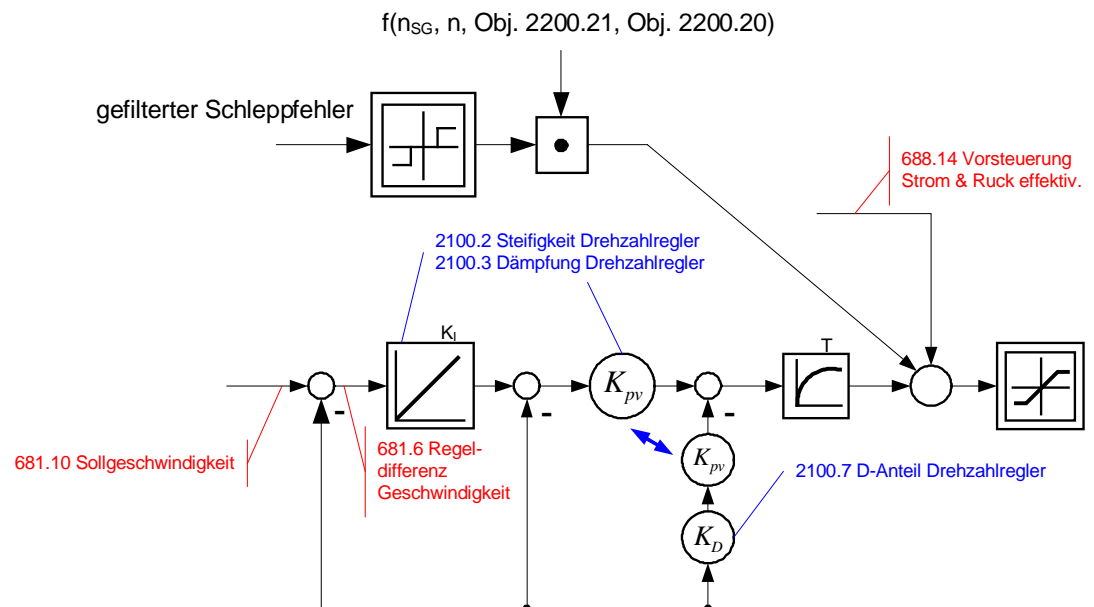 f(nSG, n, Obj. 2200.21, Obj. 2200.20)
gefilterter Schleppfehler
688.14 Vorsteuerung
Strom & Ruck effektiv.
2100.2 Steifigkeit Drehzahlregler
2100.3 Dämpfung Drehzahlregler
KI
T
Kpv
-
-
-
681.10 Sollgeschwindigkeit
681.6 Regel-
differenz
Geschwindigkeit
Kpv
2100.7 D-Anteil Drehzahlregler
KD